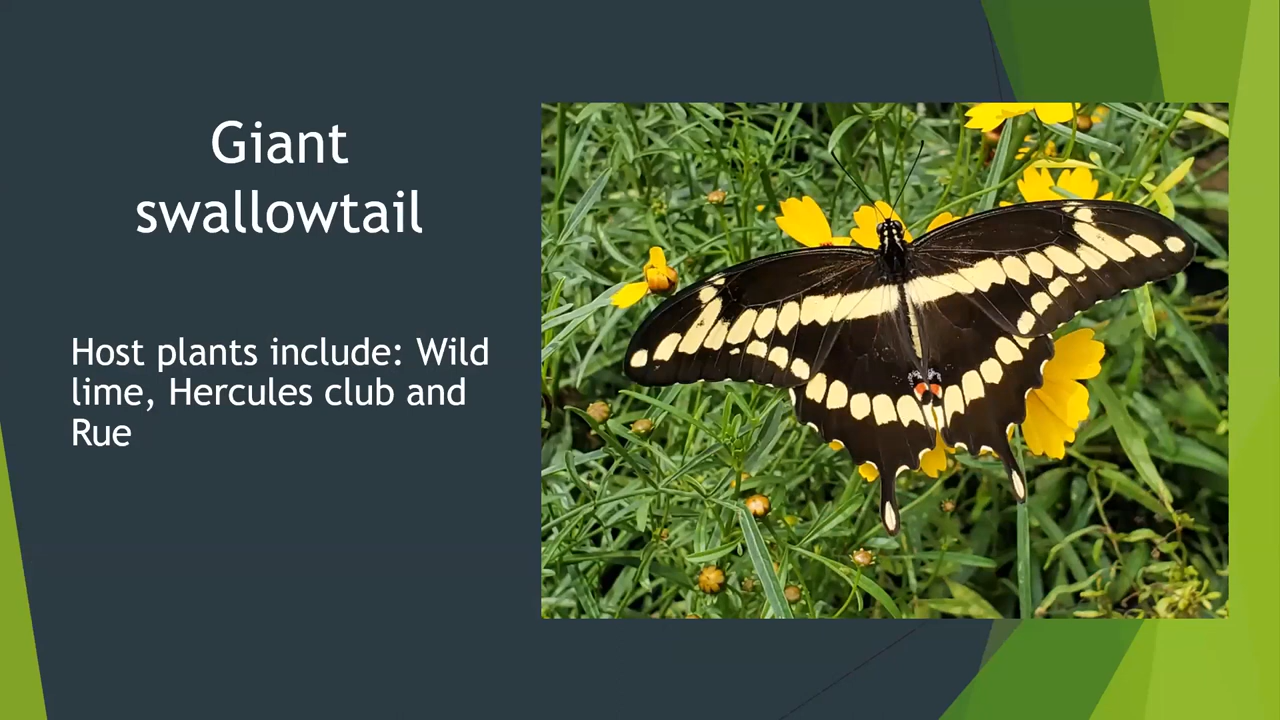 Giant
swallowtail
Host plants include: Wild
lime, Hercules club and
Rue